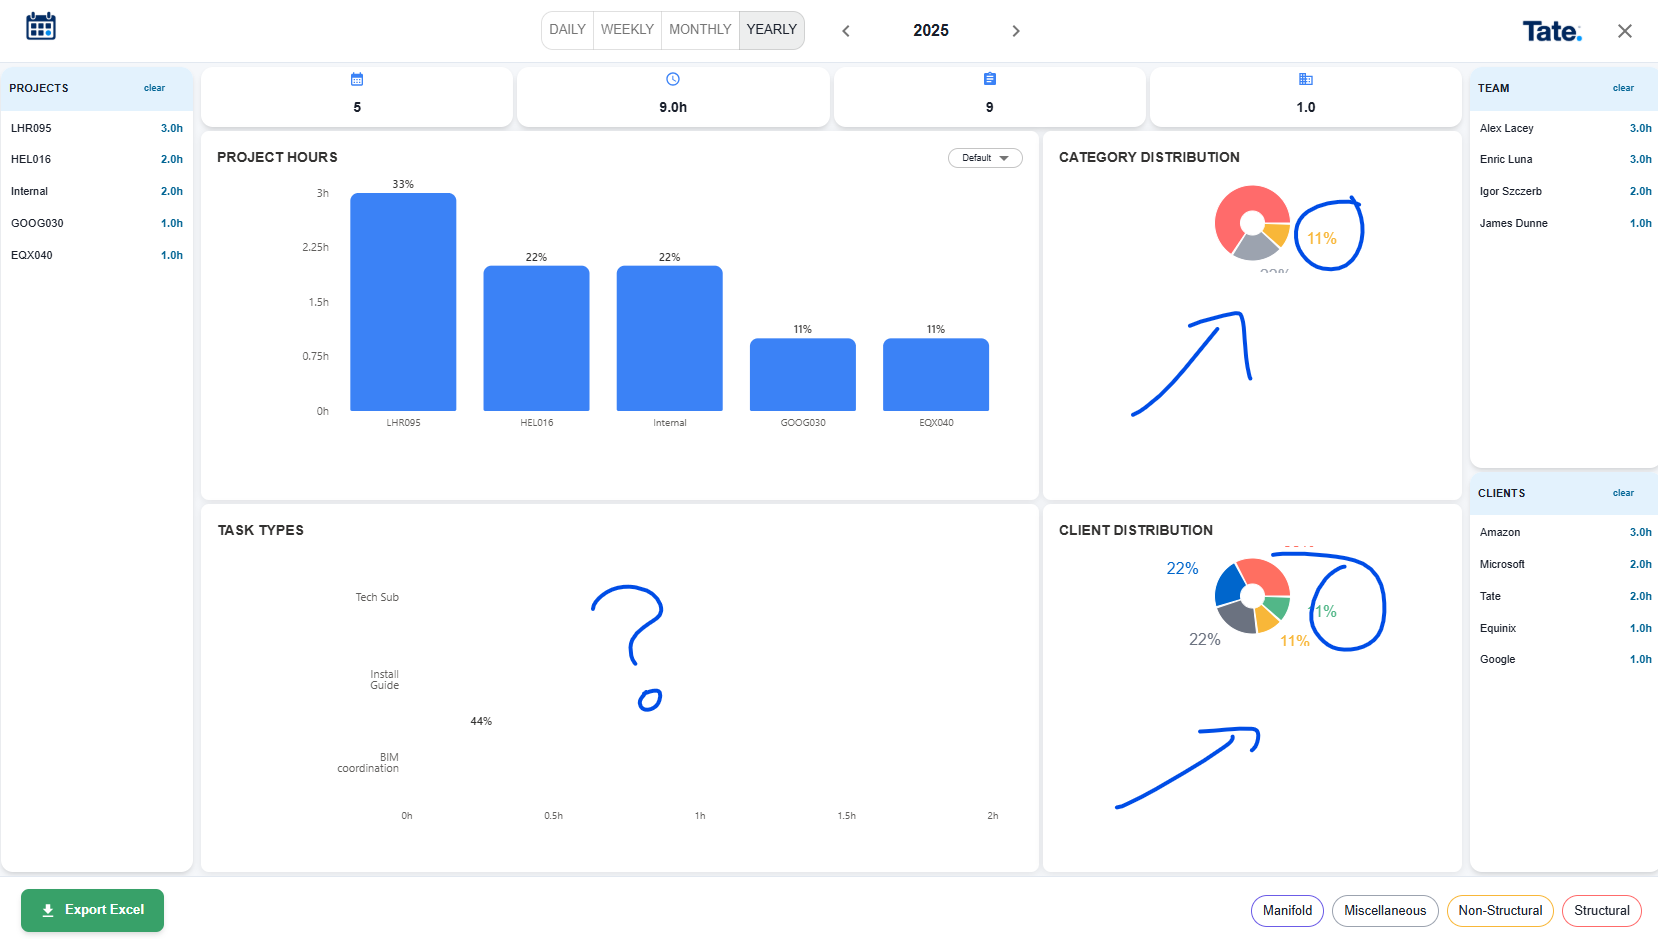 DAILY WEEKLY MONTHLY YEARLY 2025 Tate.
PROJECTS clear
LHR095 3.0h
HEL016 2.0h
Internal 2.0h
GOOG030 1.0h
EQX040 1.0h
5 9.0h 9 1.0
PROJECT HOURS Default
3h
2.25h
1.5h
0.75h
0h
33%
22%
22%
11%
11%
LHR095 HEL016 Internal GOOG030 EQX040
CATEGORY DISTRIBUTION
11%
22%
TASK TYPES
Tech Sub
Install
Guide
44%
BIM
coordination
0h 0.5h 1h 1.5h 2h
?
CLIENT DISTRIBUTION
22%
11%
22%
11%
TEAM clear
Alex Lacey 3.0h
Enric Luna 3.0h
Igor Szczerb 2.0h
James Dunne 1.0h
CLIENTS clear
Amazon 3.0h
Microsoft 2.0h
Tate 2.0h
Equinix 1.0h
Google 1.0h
Export Excel
Manifold Miscellaneous Non-Structural Structural